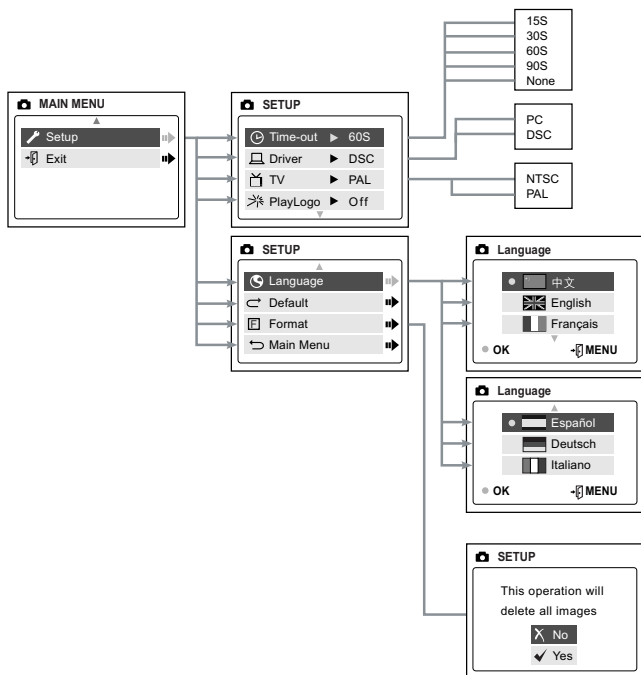 MAIN MENU
Setup
Exit
SETUP
Time-out 60S
Driver DSC
TV PAL
PlayLogo Off
15S
30S
60S
90S
None
PC
DSC
NTSC
PAL
SETUP
Language
Default
F Format
Main Menu
Language
中文
English
Français
OK MENU
Language
Español
Deutsch
Italiano
OK MENU
SETUP
This operation will
delete all images
No
Yes